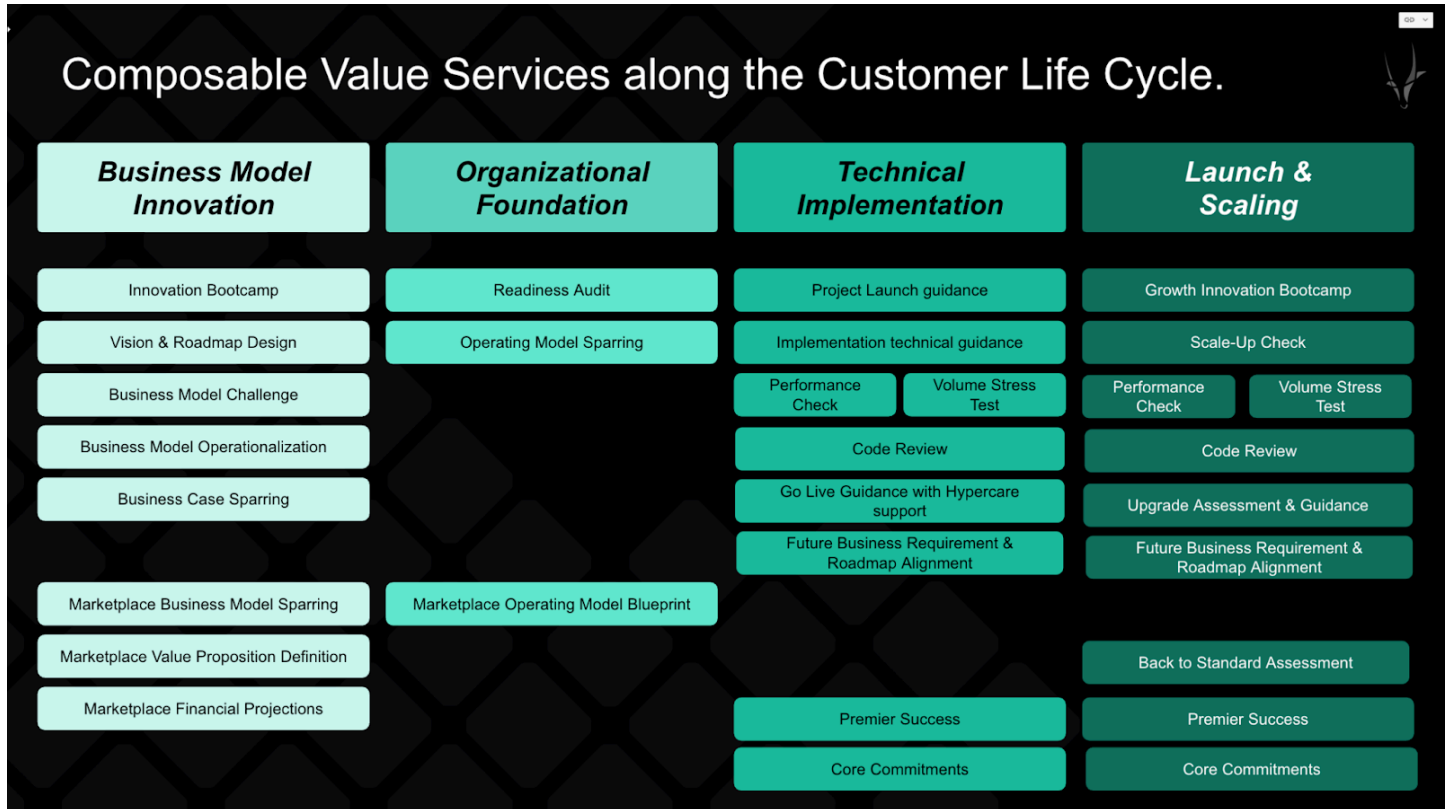 GD
Composable Value Services along the Customer Life Cycle.
Business Model
Innovation
Organizational
Foundation
Technical
Implementation
Launch &
Scaling
Innovation Bootcamp
Vision & Roadmap Design
Business Model Challenge
Business Model Operationalization
Business Case Sparring
Marketplace Business Model Sparring
Marketplace Value Proposition Definition
Marketplace Financial Projections
Readiness Audit
Operating Model Sparring
Marketplace Operating Model Blueprint
Project Launch guidance
Implementation technical guidance
Performance
Check
Volume Stress
Test
Code Review
Go Live Guidance with Hypercare
support
Future Business Requirement &
Roadmap Alignment
Premier Success
Core Commitments
Growth Innovation Bootcamp
Scale-Up Check
Performance
Check
Volume Stress
Test
Code Review
Upgrade Assessment & Guidance
Future Business Requirement &
Roadmap Alignment
Back to Standard Assessment
Premier Success
Core Commitments